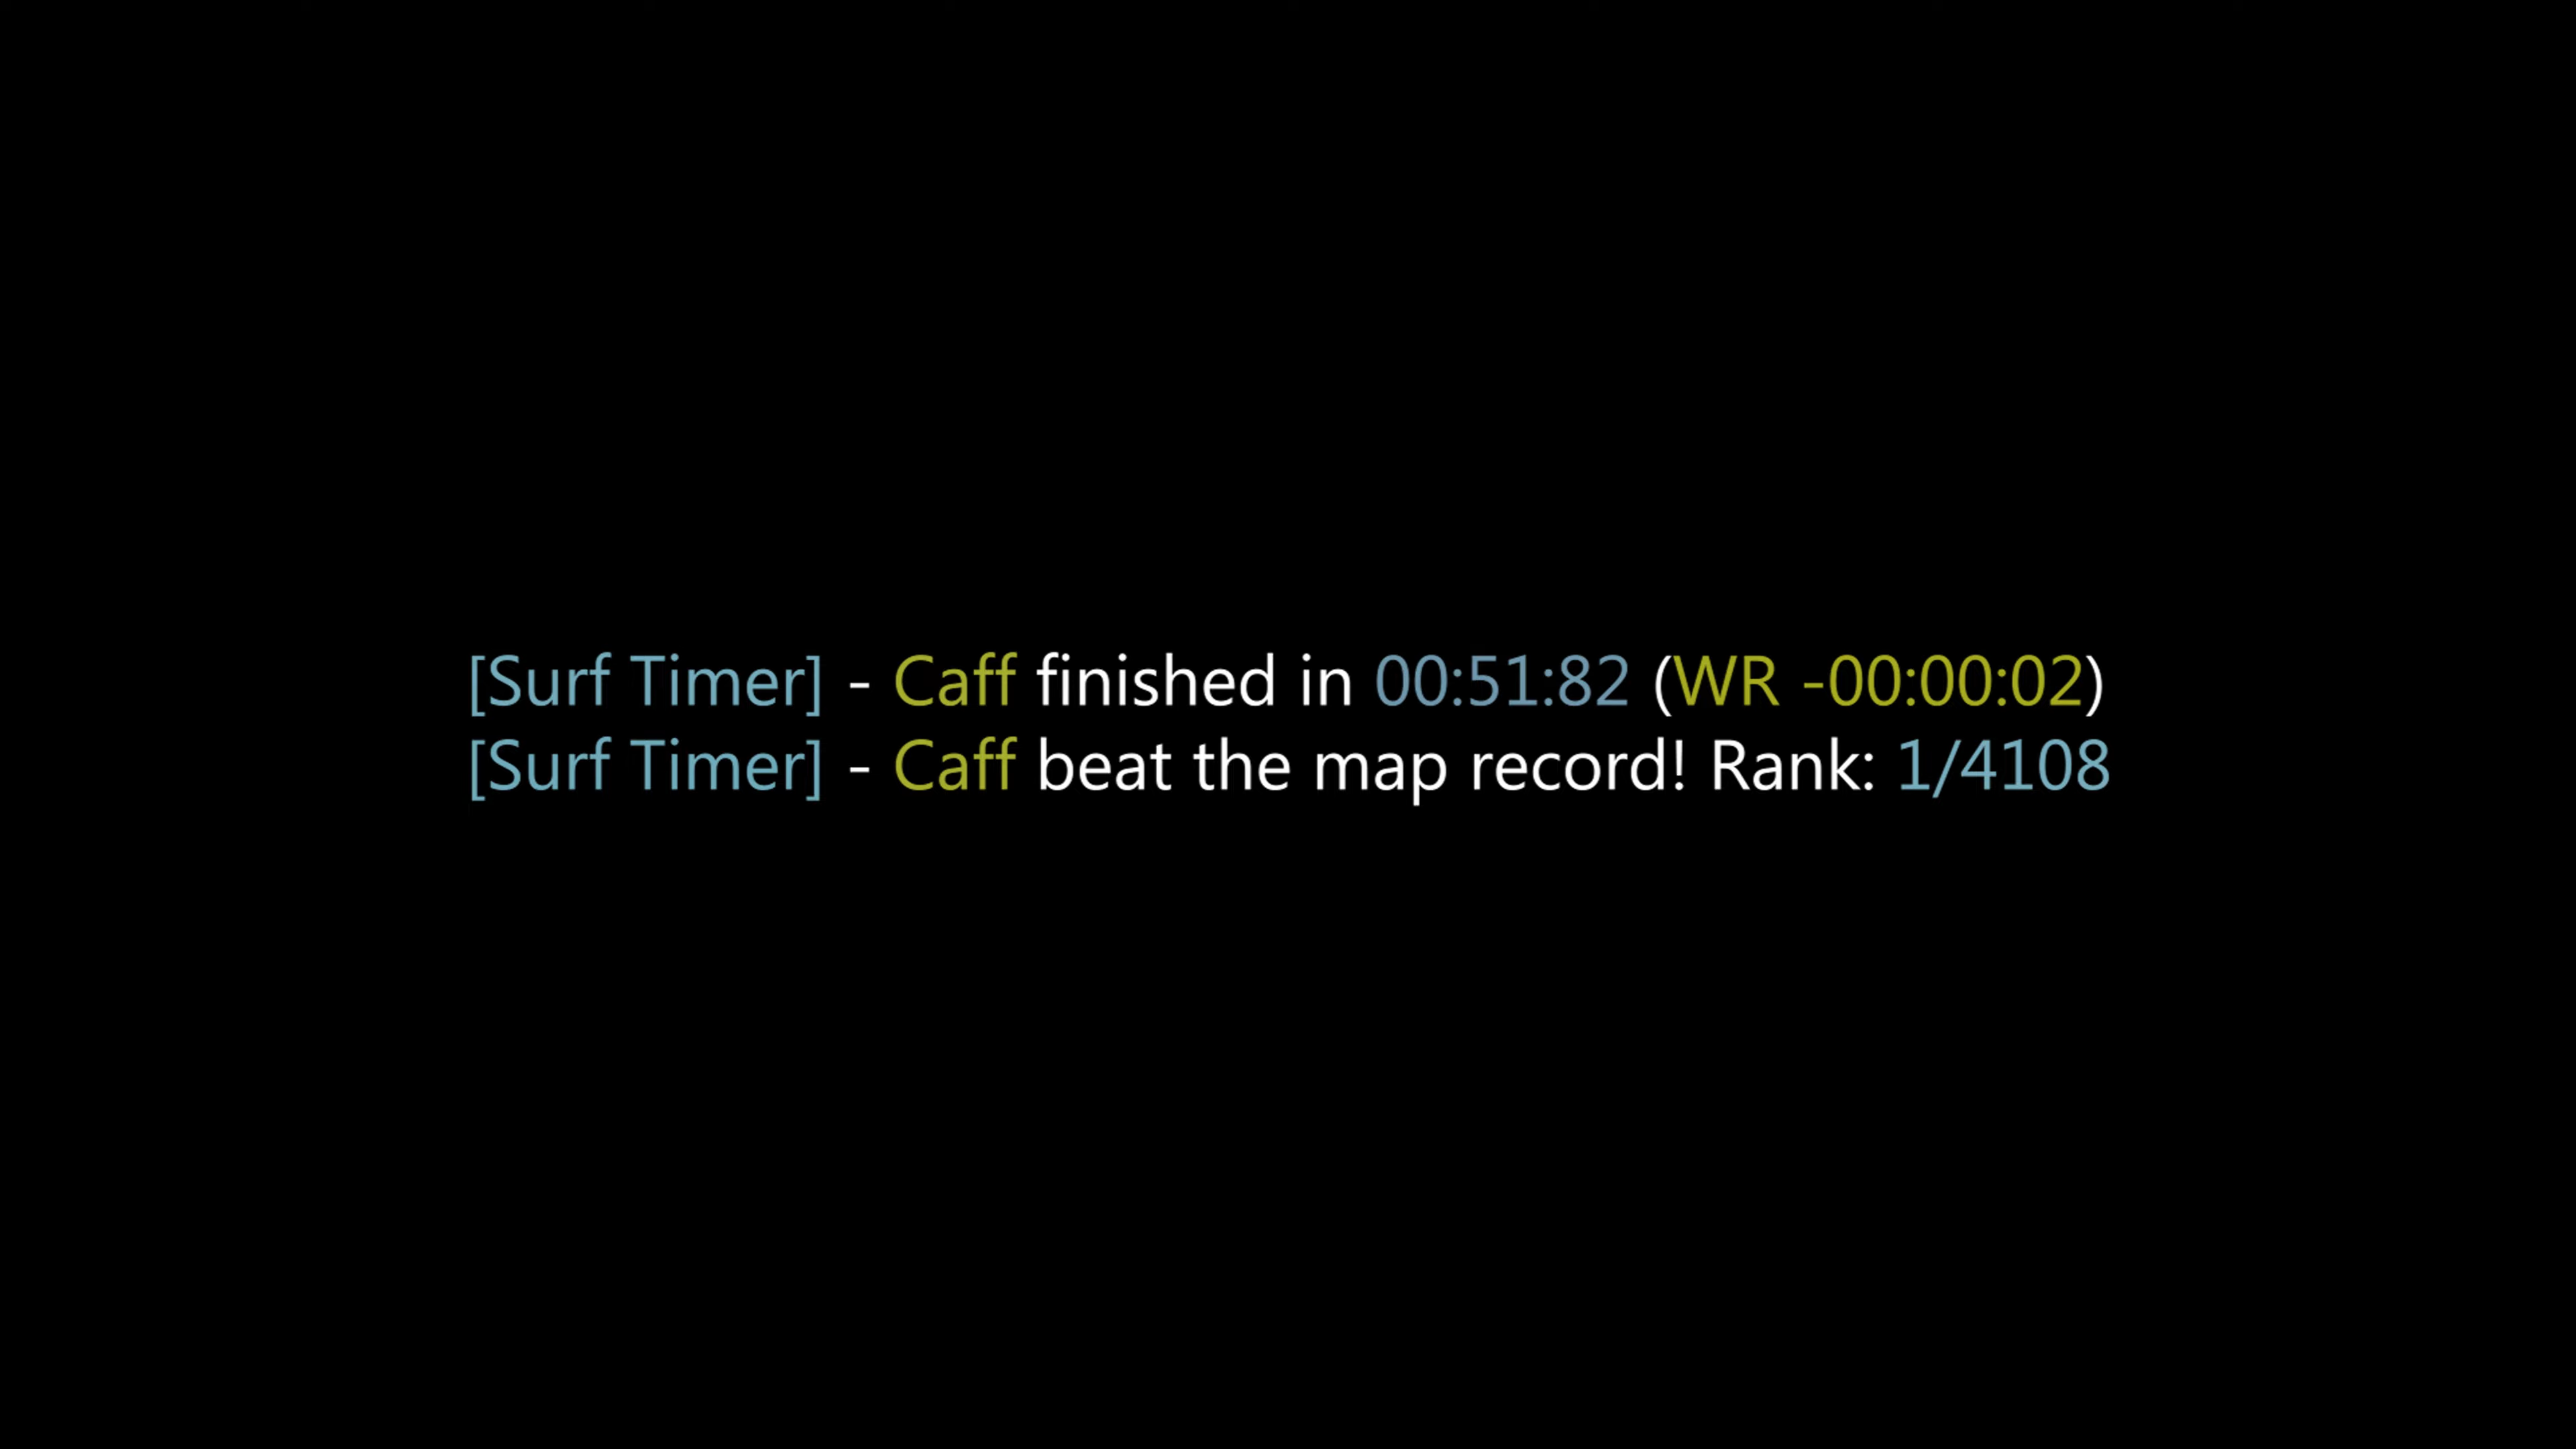 [Surf Timer] - Caff finished in 00:51:82 (WR -00:00:02)
[Surf Timer] - Caff beat the map record! Rank: 1/4108